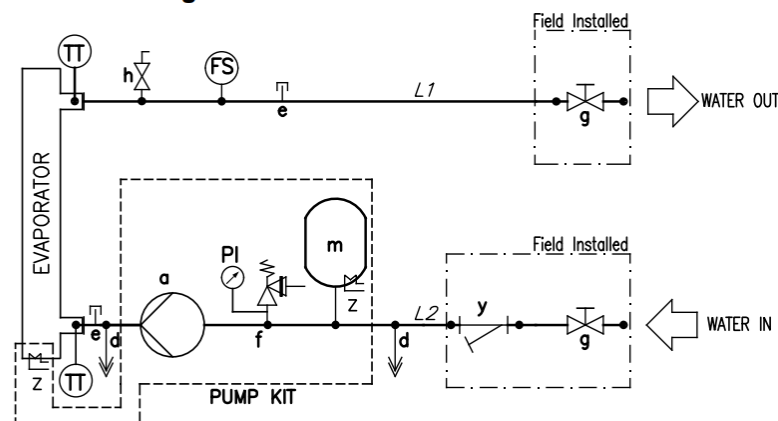 g
Field Installed
TT
h
FS
e
L1
g
WATER OUT
EVAPORATOR
a
PI
m
Z
f
e
d
d
L2
Field Installed
y
g
WATER IN
Z
TT
PUMP KIT